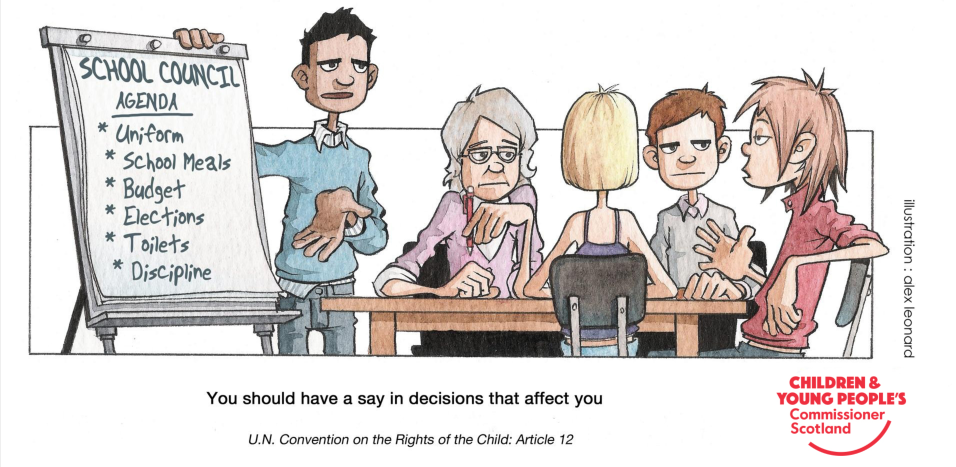 SCHOOL COUNCIL
AGENDA
* Uniform
* School Meals
* Budget
* Elections
* Toilets
* Discipline
illustration : alex leonard
You should have a say in decisions that affect you
U.N. Convention on the Rights of the Child: Article 12
CHILDREN &
YOUNG PEOPLE'S
Commissioner
Scotland